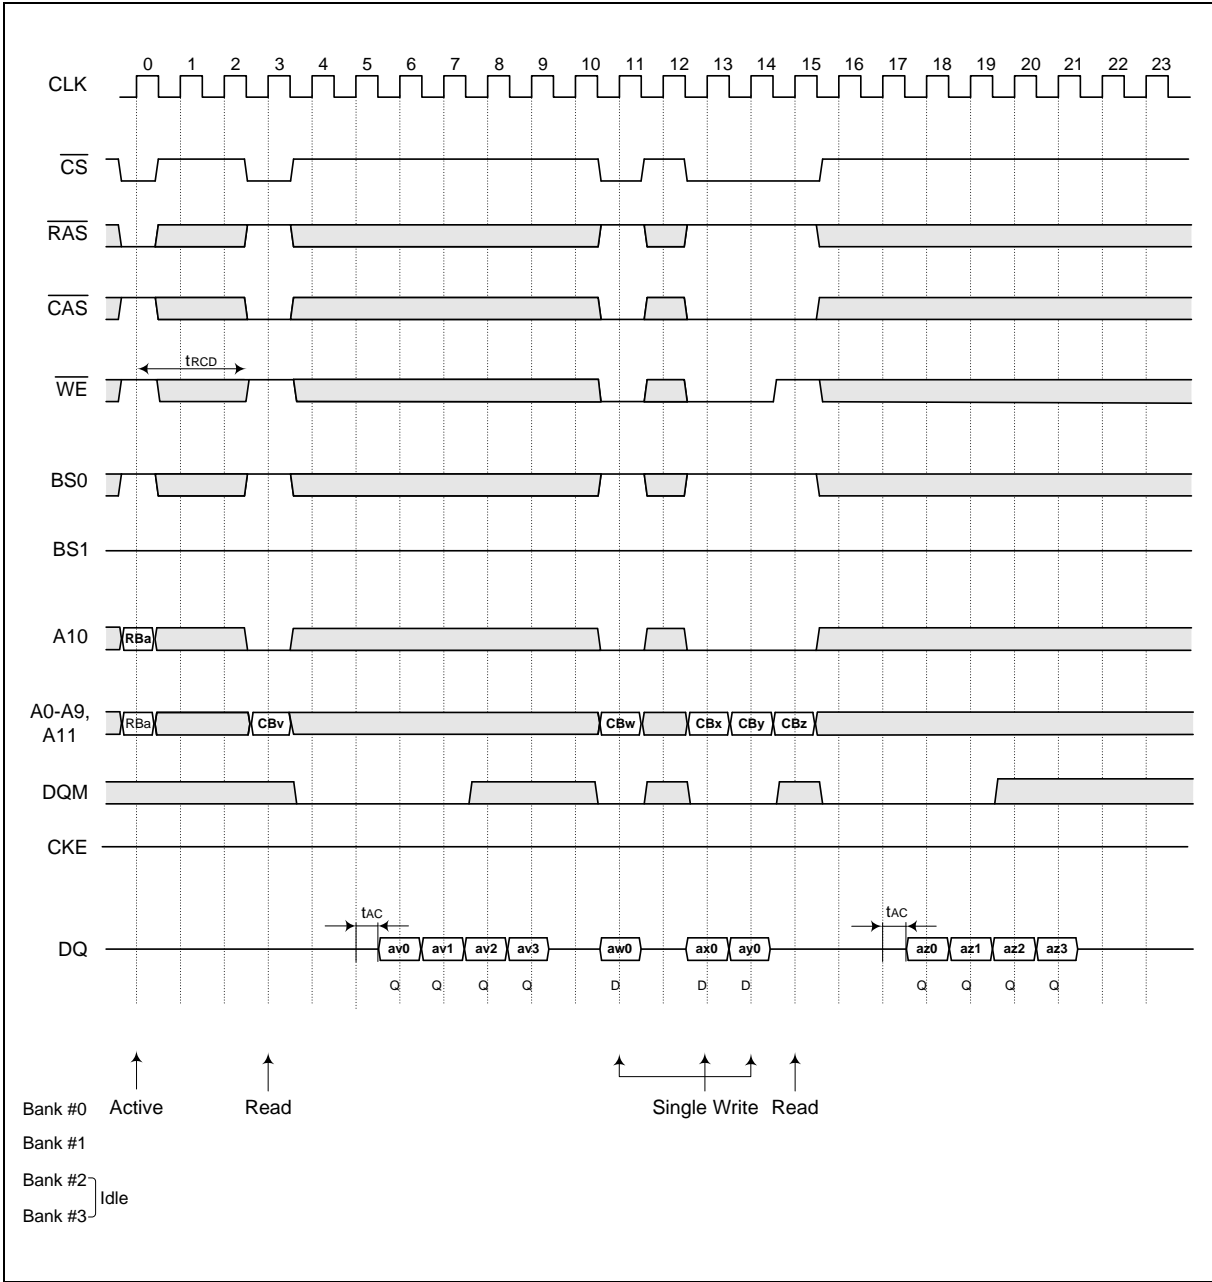 0 1 2 3 4 5 6 7 8 9 10 11 12 13 14 15 16 17 18 19 20 21 22 23
CLK
CS
RAS
CAS
tRCD
WE
BS0
BS1
A10 RBa
A0-A9,
A11
RBa CBv CBw CBx CBy CBz
DQM
CKE
tAC tAC
DQ av0 av1 av2 av3 aw0 ax0 ay0 az0 az1 az2 az3
Q Q Q Q D D D Q Q Q Q
Bank #0 Active Read Single Write Read
Bank #1
Bank #2
Idle
Bank #3